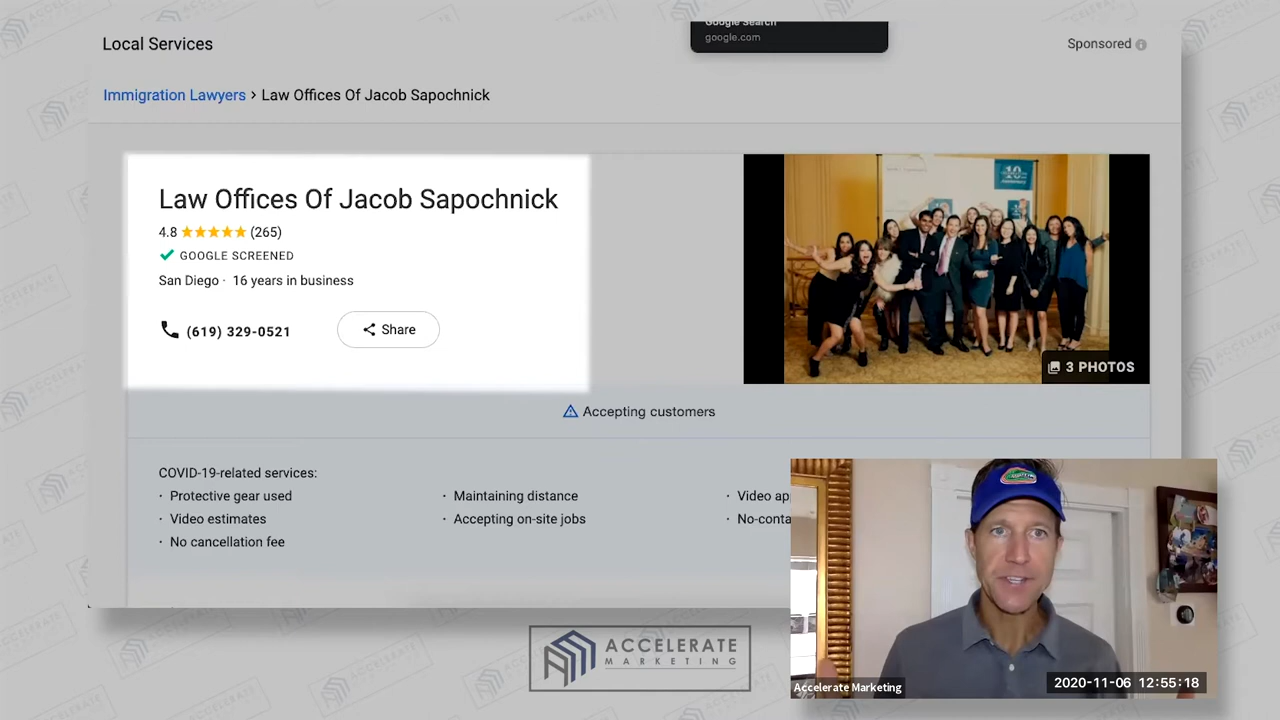 Google Search
google.com
Local Services
Sponsored
Immigration Lawyers > Law Offices Of Jacob Sapochnick
Law Offices Of Jacob Sapochnick
4.8 (265)
GOOGLE SCREENED
San Diego · 16 years in business
(619) 329-0521
Share
3 PHOTOS
Accepting customers
COVID-19-related services:
· Protective gear used
· Maintaining distance
· Video ap
· Video estimates
· Accepting on-site jobs
· No-conta
· No cancellation fee
ACCELERATE
MARKETING
Accelerate Marketing
2020-11-06 12:55:18